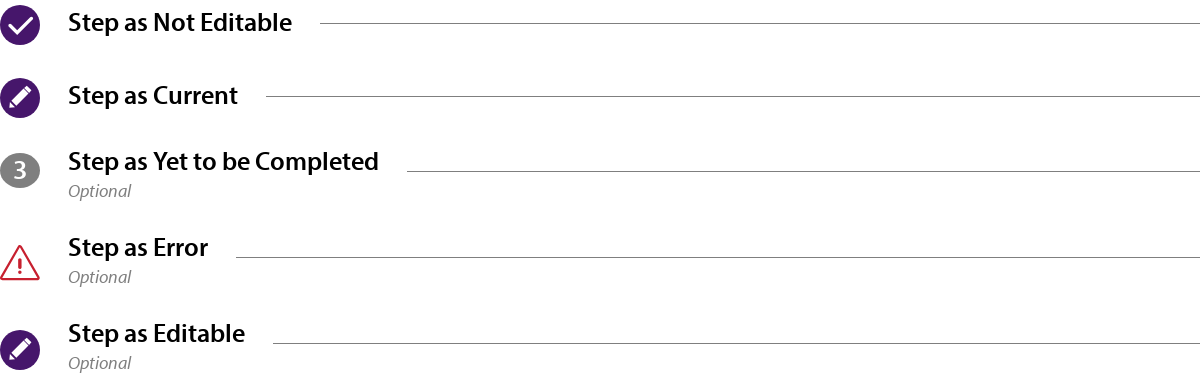 Step as Not Editable
Step as Current
3
Step as Yet to be Completed
Optional
Step as Error
Optional
Step as Editable
Optional